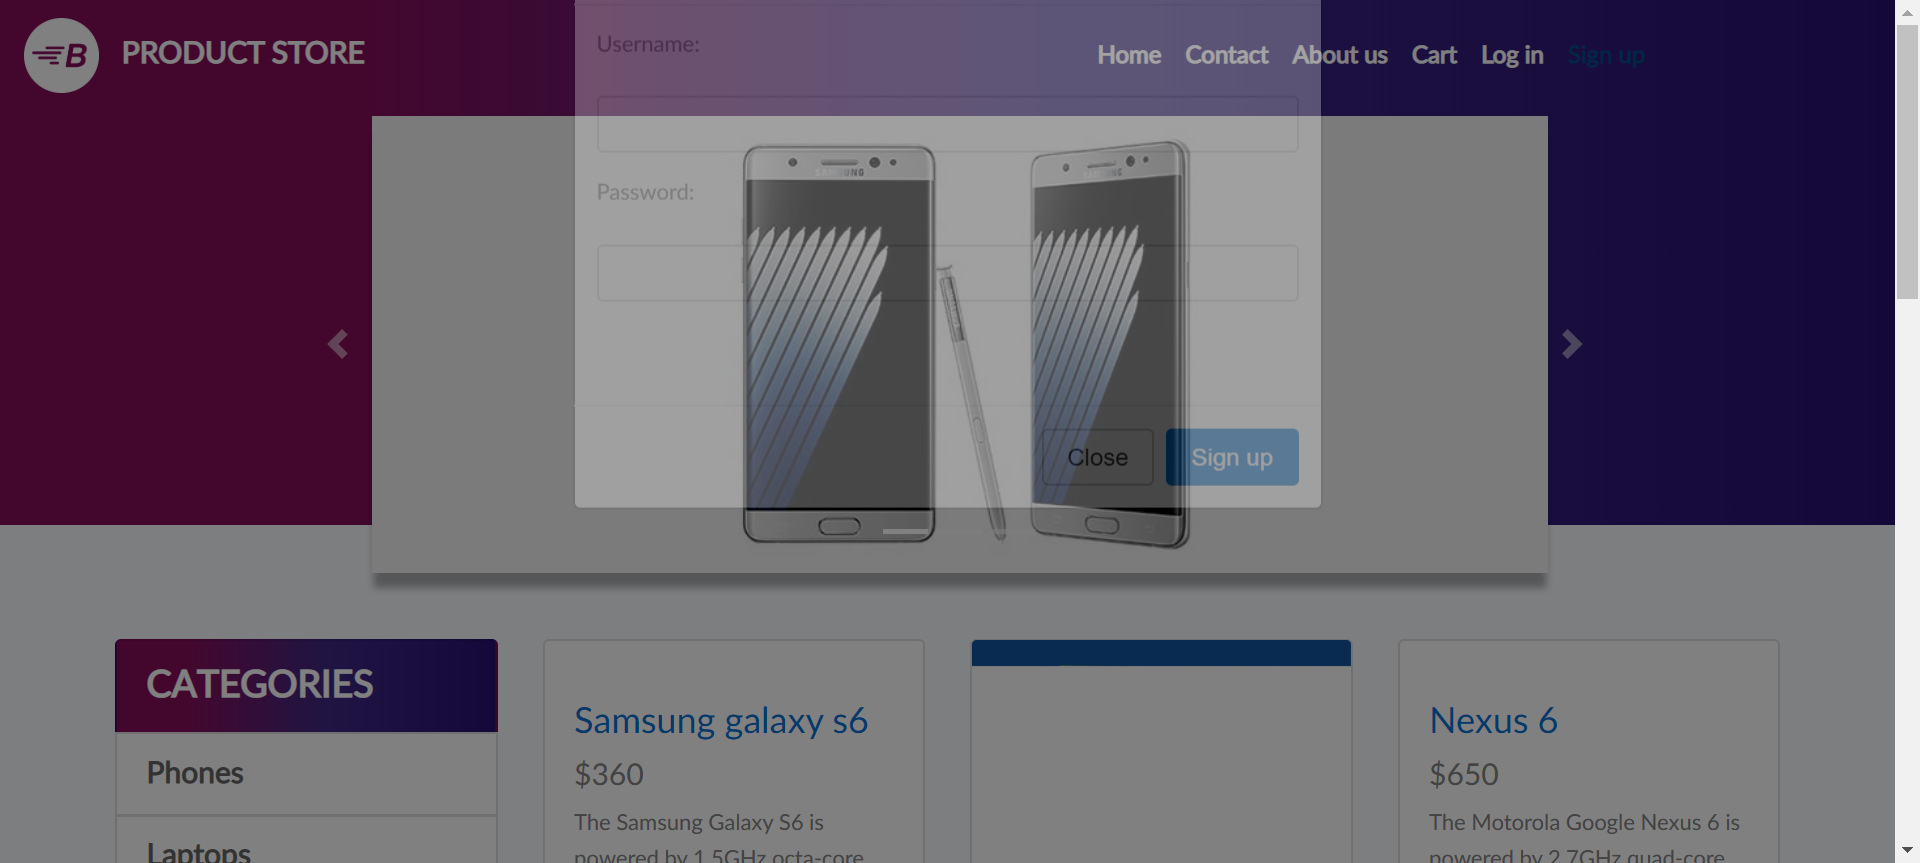 B PRODUCT STORE
Home Contact About us Cart Log in Sign up
Username:
Password:
SAMSUNG
SAMSUNG
Close Sign up
CATEGORIES
Phones
Laptops
Samsung galaxy s6
$360
The Samsung Galaxy S6 is
powered by 1.5GHz octa-core
Nexus 6
$650
The Motorola Google Nexus 6 is
powered by 2.7GHz quad-core